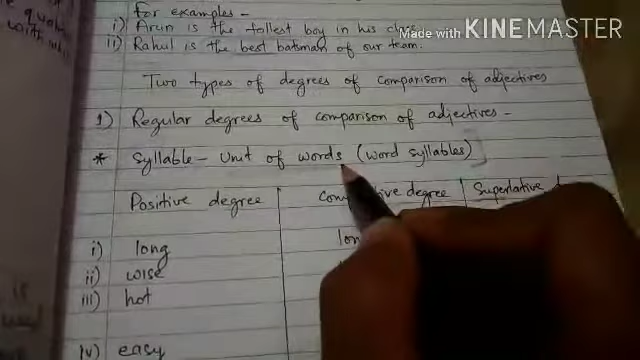 for examples -
i) Arun is the tallest boy in his class.
Made with KINEMASTER
ii) Rahul is the best batsman of our team.
Two types of degrees of comparison of adjectives
1) Regular degrees of comparison of adjectives -
* Syllable - Unit of words (word syllables)
Positive degree degree Superlative
i) long
ii) wise
iii) hot
iv) easy